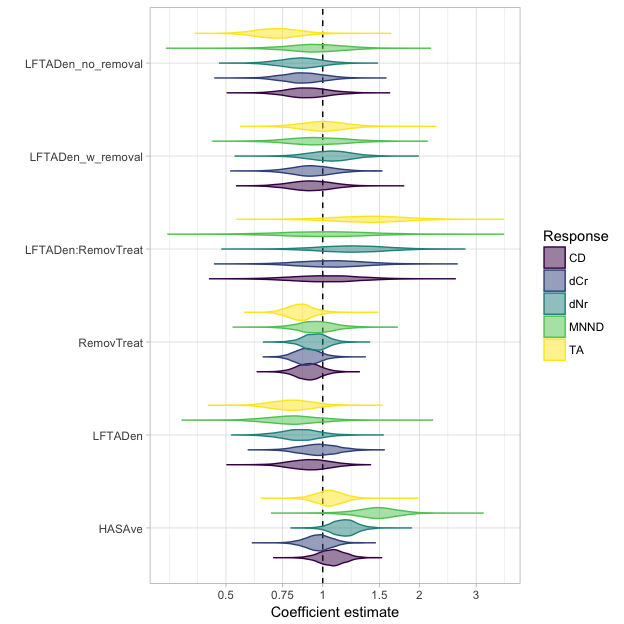 LFTADen_no_removal
LFTADen_w_removal
LFTADen:RemovTreat
RemovTreat
LFTADen
HASAve
0.5 0.75 1 1.5 2 3
Coefficient estimate
Response
CD
dCr
dNr
MNND
TA